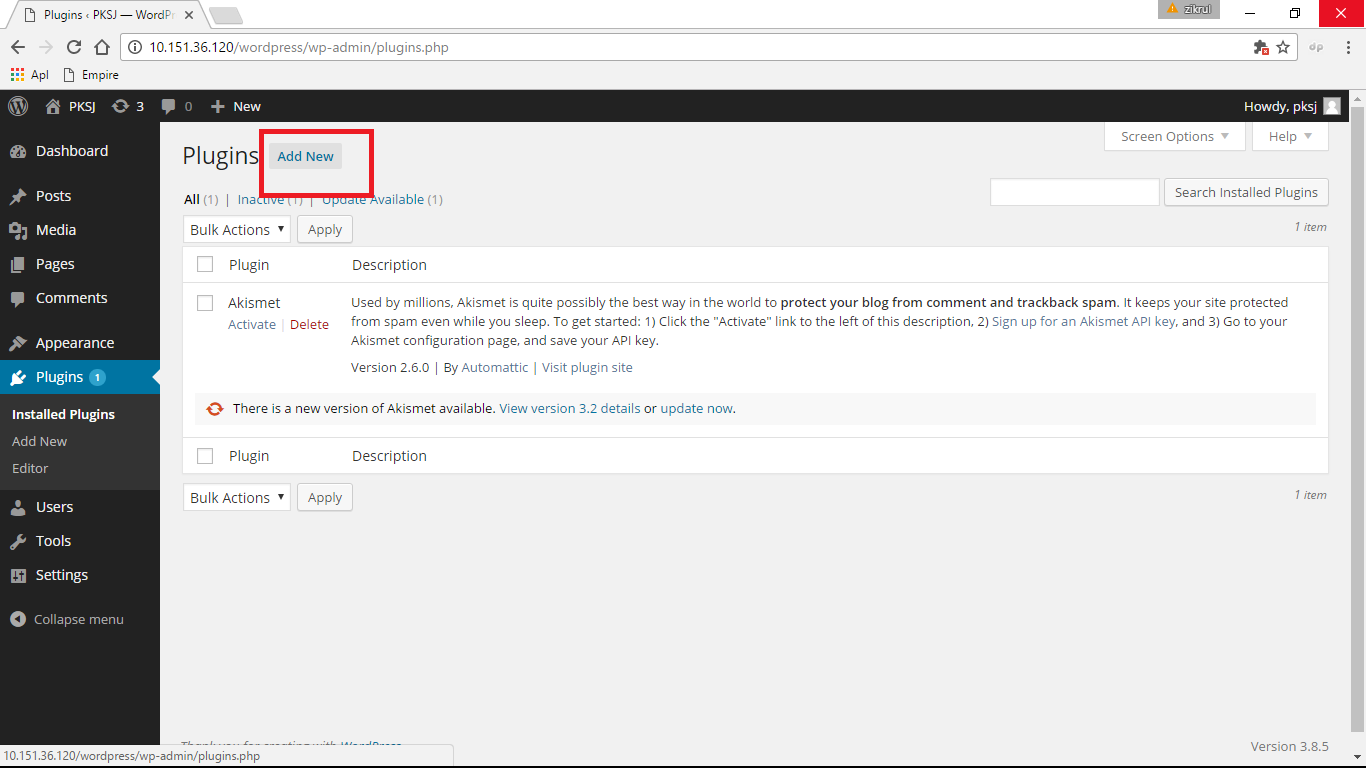 Plugins ‹ PKSJ — WordPr
zikrul
10.151.36.120/wordpress/wp-admin/plugins.php
Apl Empire
PKSJ 3 0 New Howdy, pksj
Screen Options Help
Dashboard
Posts
Media
Pages
Comments
Appearance
Plugins 1
Installed Plugins
Add New
Editor
Users
Tools
Settings
Collapse menu
Plugins Add New
All (1) | Inactive (1) | Update Available (1)
Search Installed Plugins
Bulk Actions Apply 1 item
Plugin Description
Akismet
Activate | Delete
Used by millions, Akismet is quite possibly the best way in the world to protect your blog from comment and trackback spam. It keeps your site protected
from spam even while you sleep. To get started: 1) Click the "Activate" link to the left of this description, 2) Sign up for an Akismet API key, and 3) Go to your
Akismet configuration page, and save your API key.
Version 2.6.0 | By Automattic | Visit plugin site
There is a new version of Akismet available. View version 3.2 details or update now.
Plugin Description
Bulk Actions Apply 1 item
Thank you for creating with WordPress
Version 3.8.5
10.151.36.120/wordpress/wp-admin/plugins.php